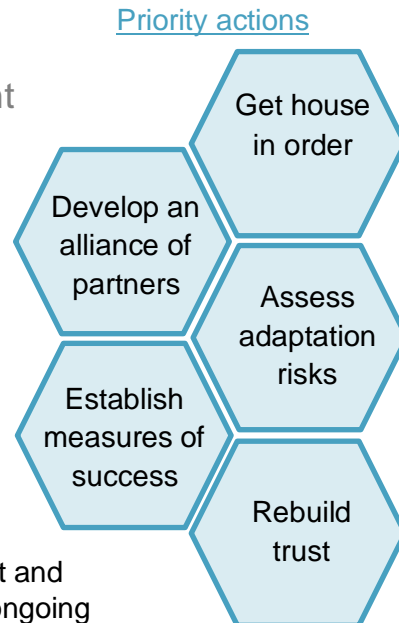 Priority actions
Get house
in order
Develop an
alliance of
partners
Assess
adaptation
risks
Establish
measures of
success
Rebuild
trust
t and
ongoing